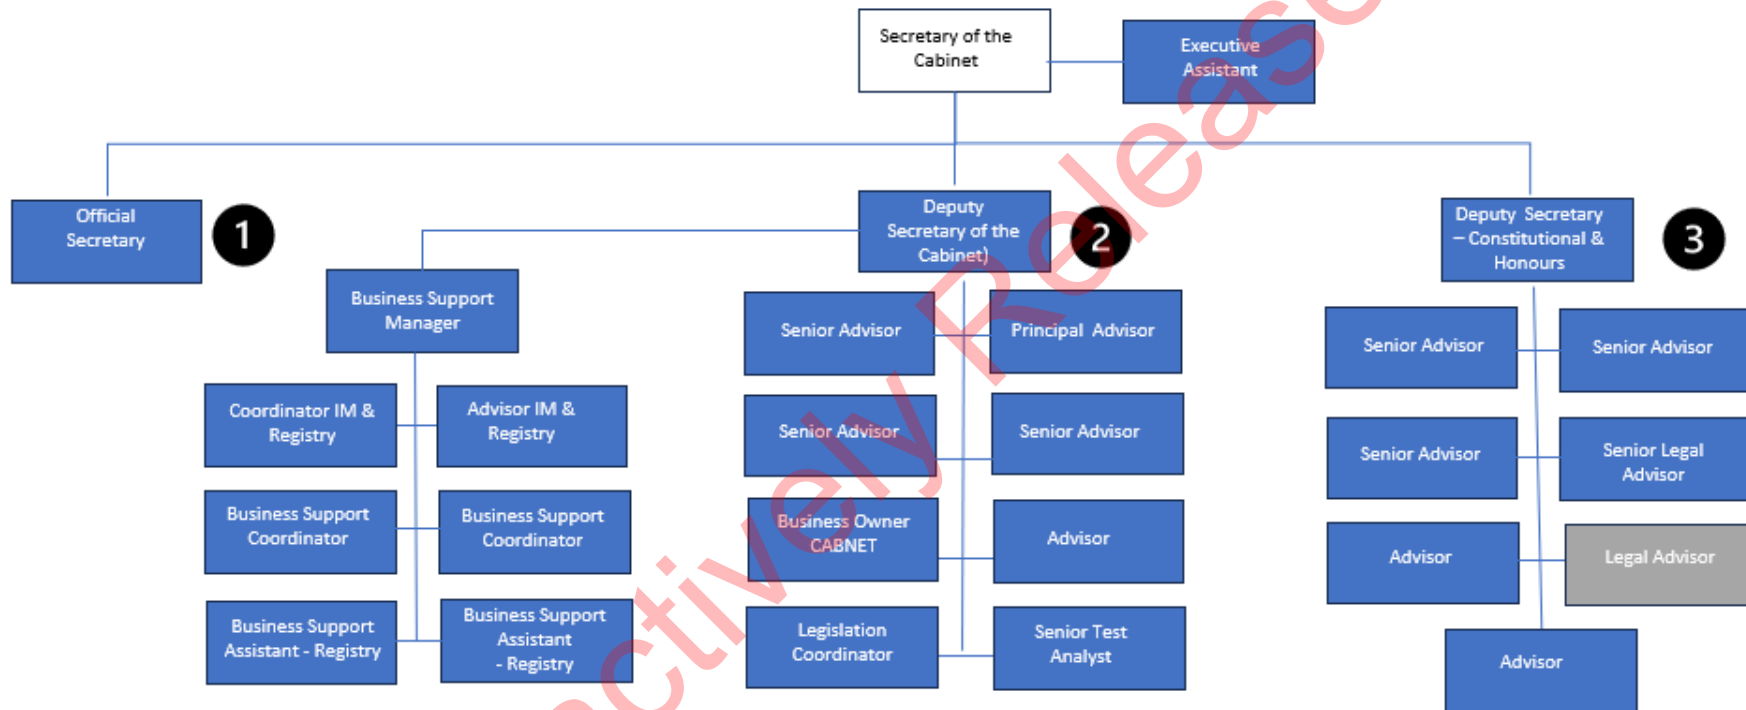 Secretary of the
Cabinet
Executive
Assistant
Official
Secretary
1
Deputy
Secretary of the
Cabinet)
2
Deputy Secretary
– Constitutional &
Honours
3
Business Support
Manager
Coordinator IM &
Registry
Advisor IM &
Registry
Business Support
Coordinator
Business Support
Coordinator
Business Support
Assistant - Registry
Business Support
Assistant
- Registry
Senior Advisor
Principal Advisor
Senior Advisor
Senior Advisor
Business Owner
CABNET
Advisor
Legislation
Coordinator
Senior Test
Analyst
Senior Advisor
Senior Advisor
Senior Advisor
Senior Legal
Advisor
Advisor
Legal Advisor
Advisor
actively Release